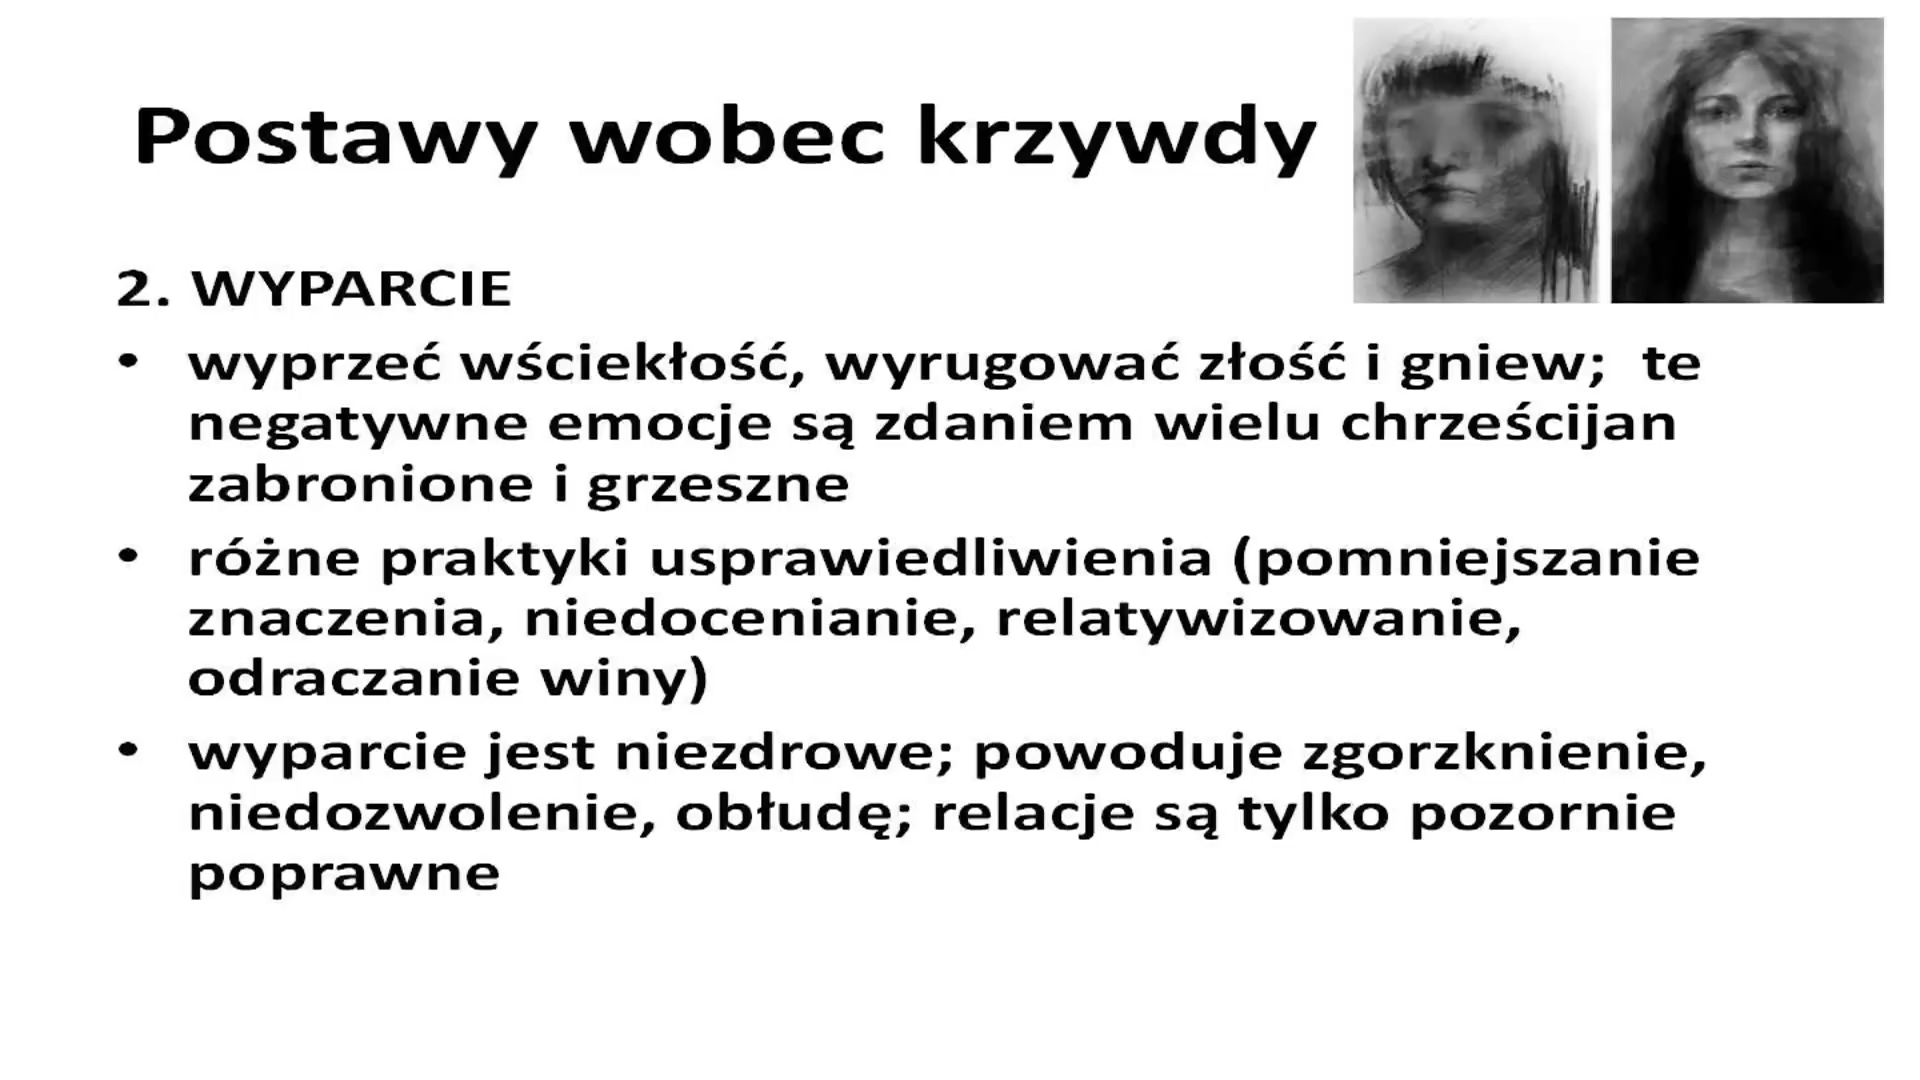 Postawy wobec krzywdy
2. WYPARCIE
• wyprzeć wściekłość, wyrugować złość i gniew; te
negatywne emocje są zdaniem wielu chrześcijan
zabronione i grzeszne
• różne praktyki usprawiedliwienia (pomniejszanie
znaczenia, niedocenianie, relatywizowanie,
odraczanie winy)
• wyparcie jest niezdrowe; powoduje zgorzknienie,
niedozwolenie, obłudę; relacje są tylko pozornie
poprawne